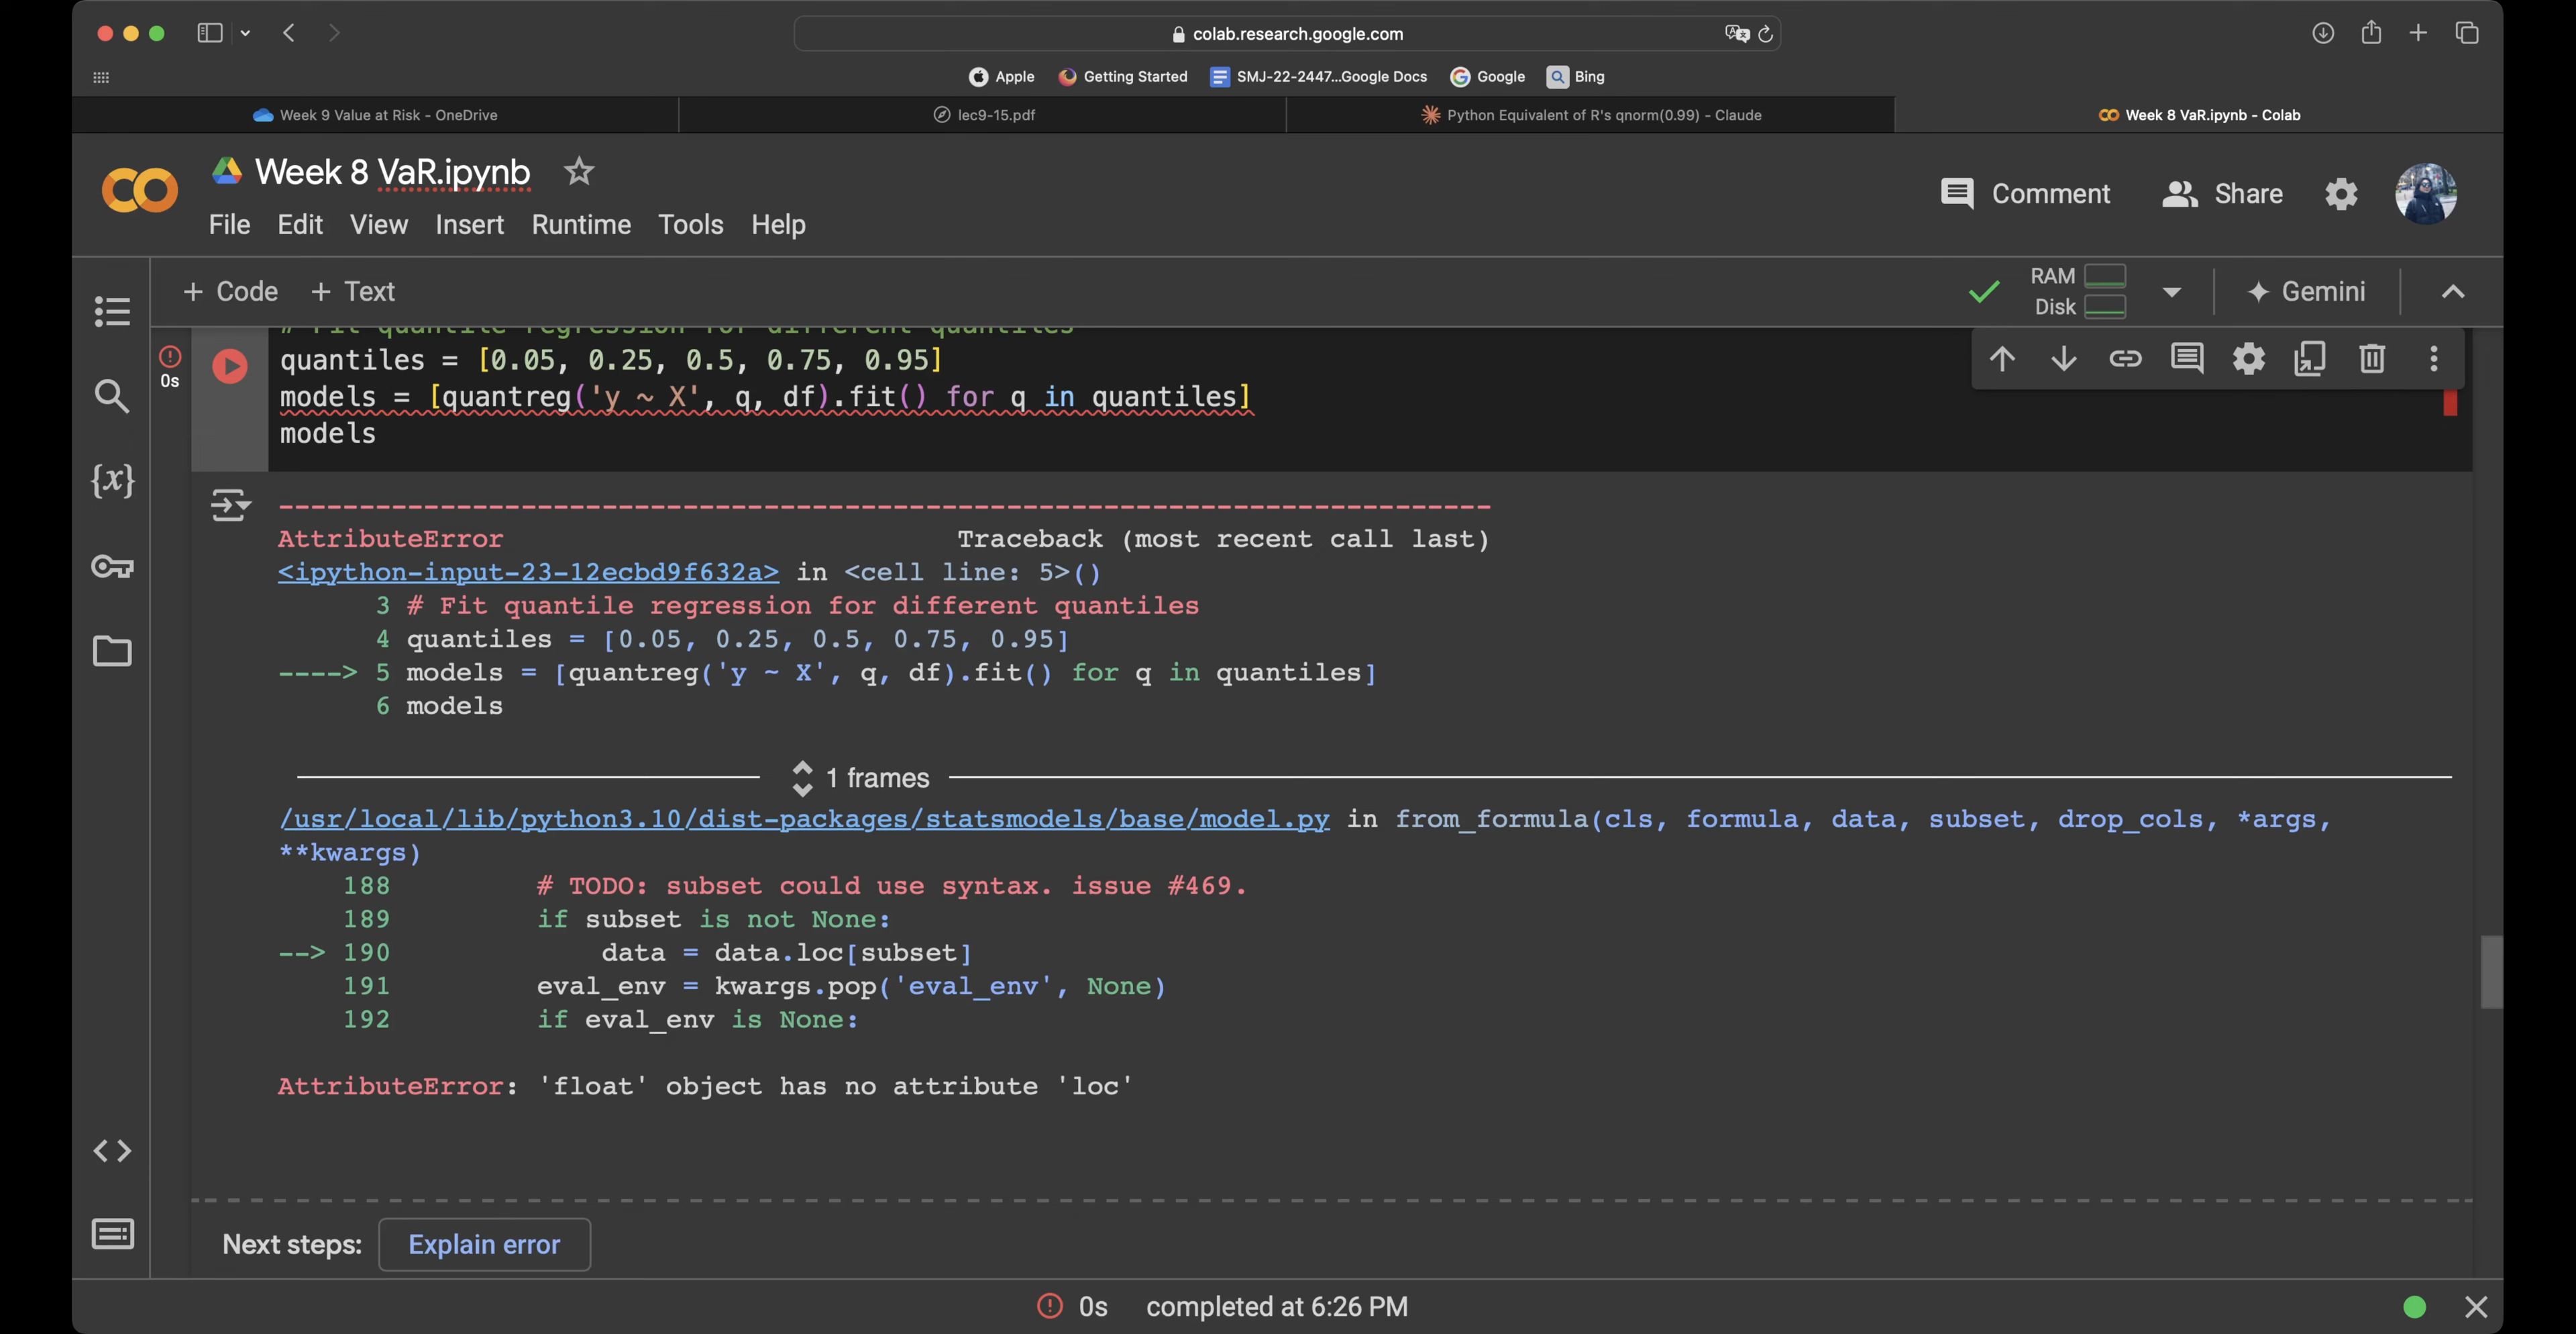 colab.research.google.com
Apple Getting Started SMJ-22-2447...Google Docs Google Bing
Week 9 Value at Risk - OneDrive lec9-15.pdf Python Equivalent of R's qnorm(0.99) - Claude Week 8 VaR.ipynb - Colab
Week 8 VaR.ipynb
Comment Share
File Edit View Insert Runtime Tools Help
+ Code + Text
RAM
Disk
Gemini
# Fit quantile regression for different quantiles
0s
quantiles = [0.05, 0.25, 0.5, 0.75, 0.95]
models = [quantreg('y ~ X', q, df).fit() for q in quantiles]
models
{x}
---------------------------------------------------------------------------
AttributeError Traceback (most recent call last)
<ipython-input-23-12ecbd9f632a> in <cell line: 5>()
3 # Fit quantile regression for different quantiles
4 quantiles = [0.05, 0.25, 0.5, 0.75, 0.95]
----> 5 models = [quantreg('y ~ X', q, df).fit() for q in quantiles]
6 models
1 frames
/usr/local/lib/python3.10/dist-packages/statsmodels/base/model.py in from_formula(cls, formula, data, subset, drop_cols, *args,
**kwargs)
188 # TODO: subset could use syntax. issue #469.
189 if subset is not None:
--> 190 data = data.loc[subset]
191 eval_env = kwargs.pop('eval_env', None)
192 if eval_env is None:
AttributeError: 'float' object has no attribute 'loc'
Next steps: Explain error
0s completed at 6:26 PM